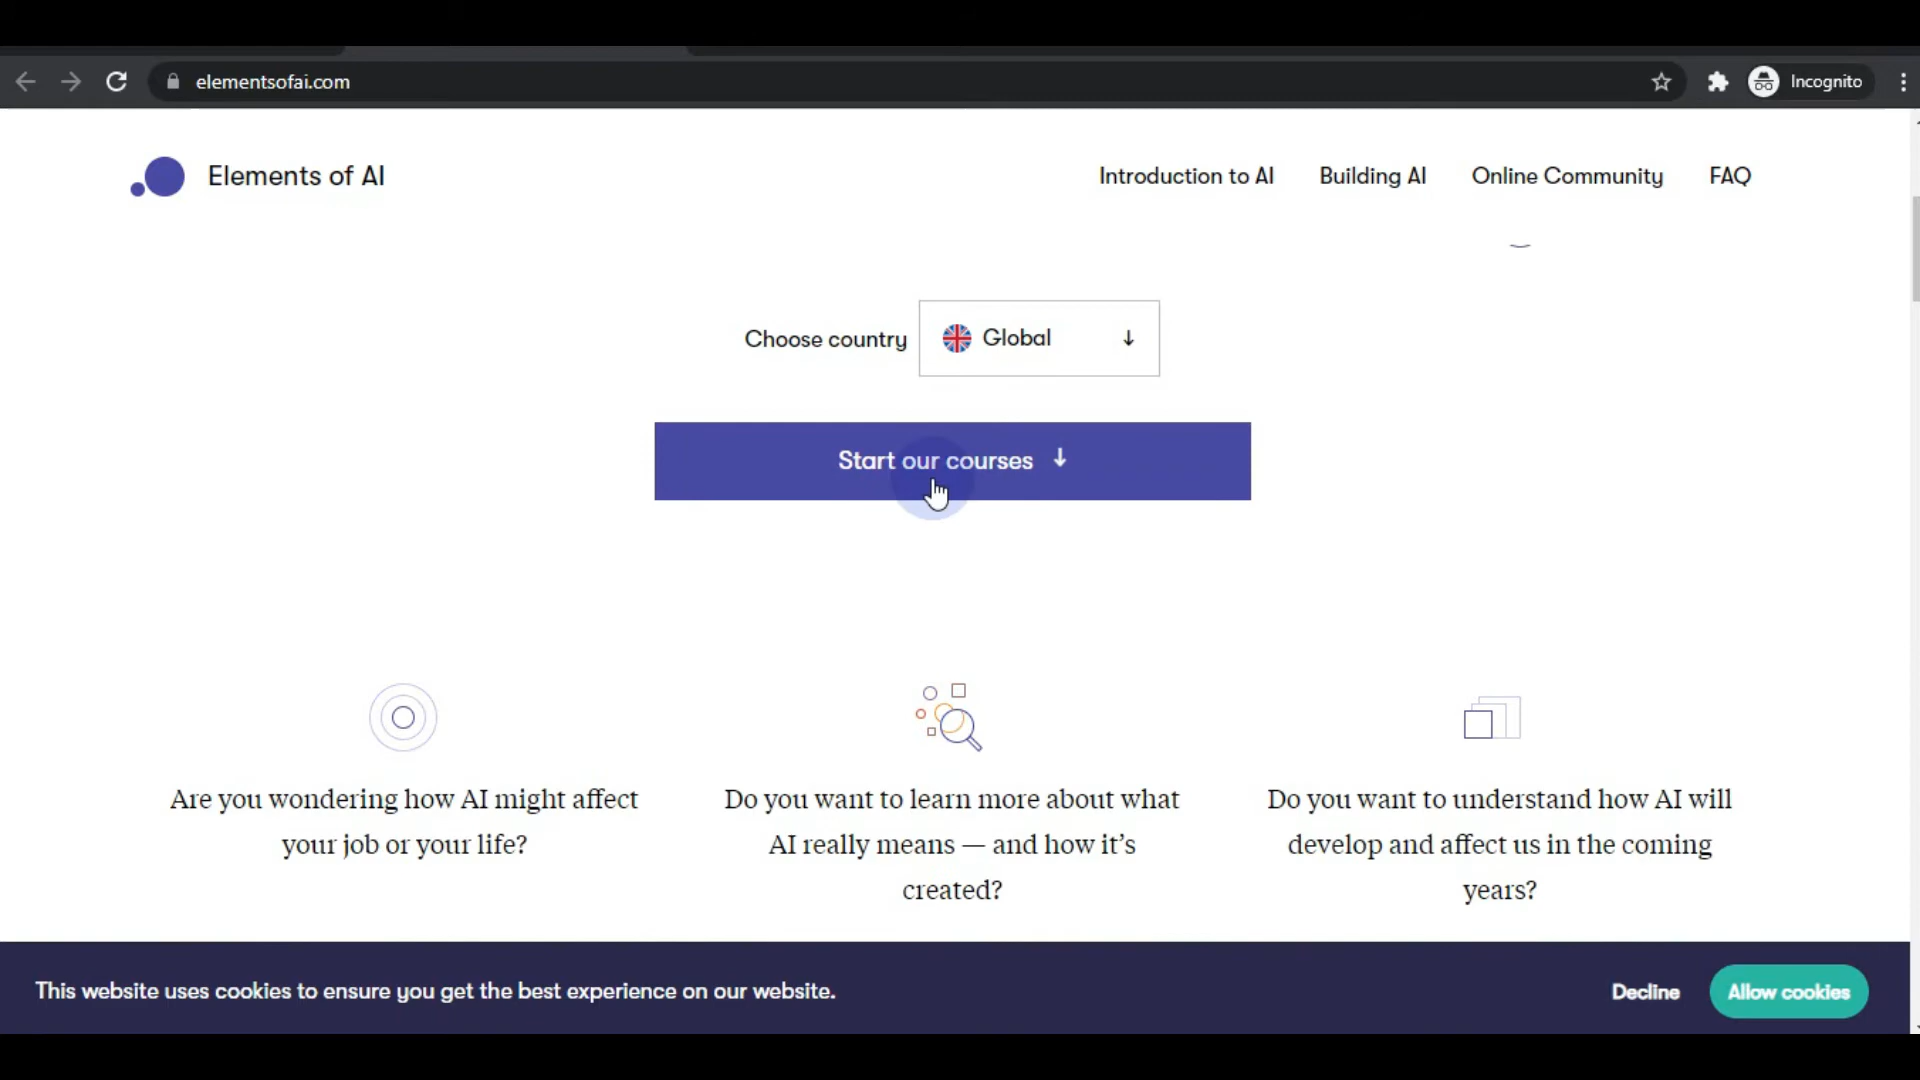 elementsofai.com
Incognito
Elements of AI
Introduction to AI
Building AI
Online Community
FAQ
Choose country
Global
Start our courses
Are you wondering how AI might affect
your job or your life?
Do you want to learn more about what
AI really means — and how it’s
created?
Do you want to understand how AI will
develop and affect us in the coming
years?
This website uses cookies to ensure you get the best experience on our website.
Decline
Allow cookies